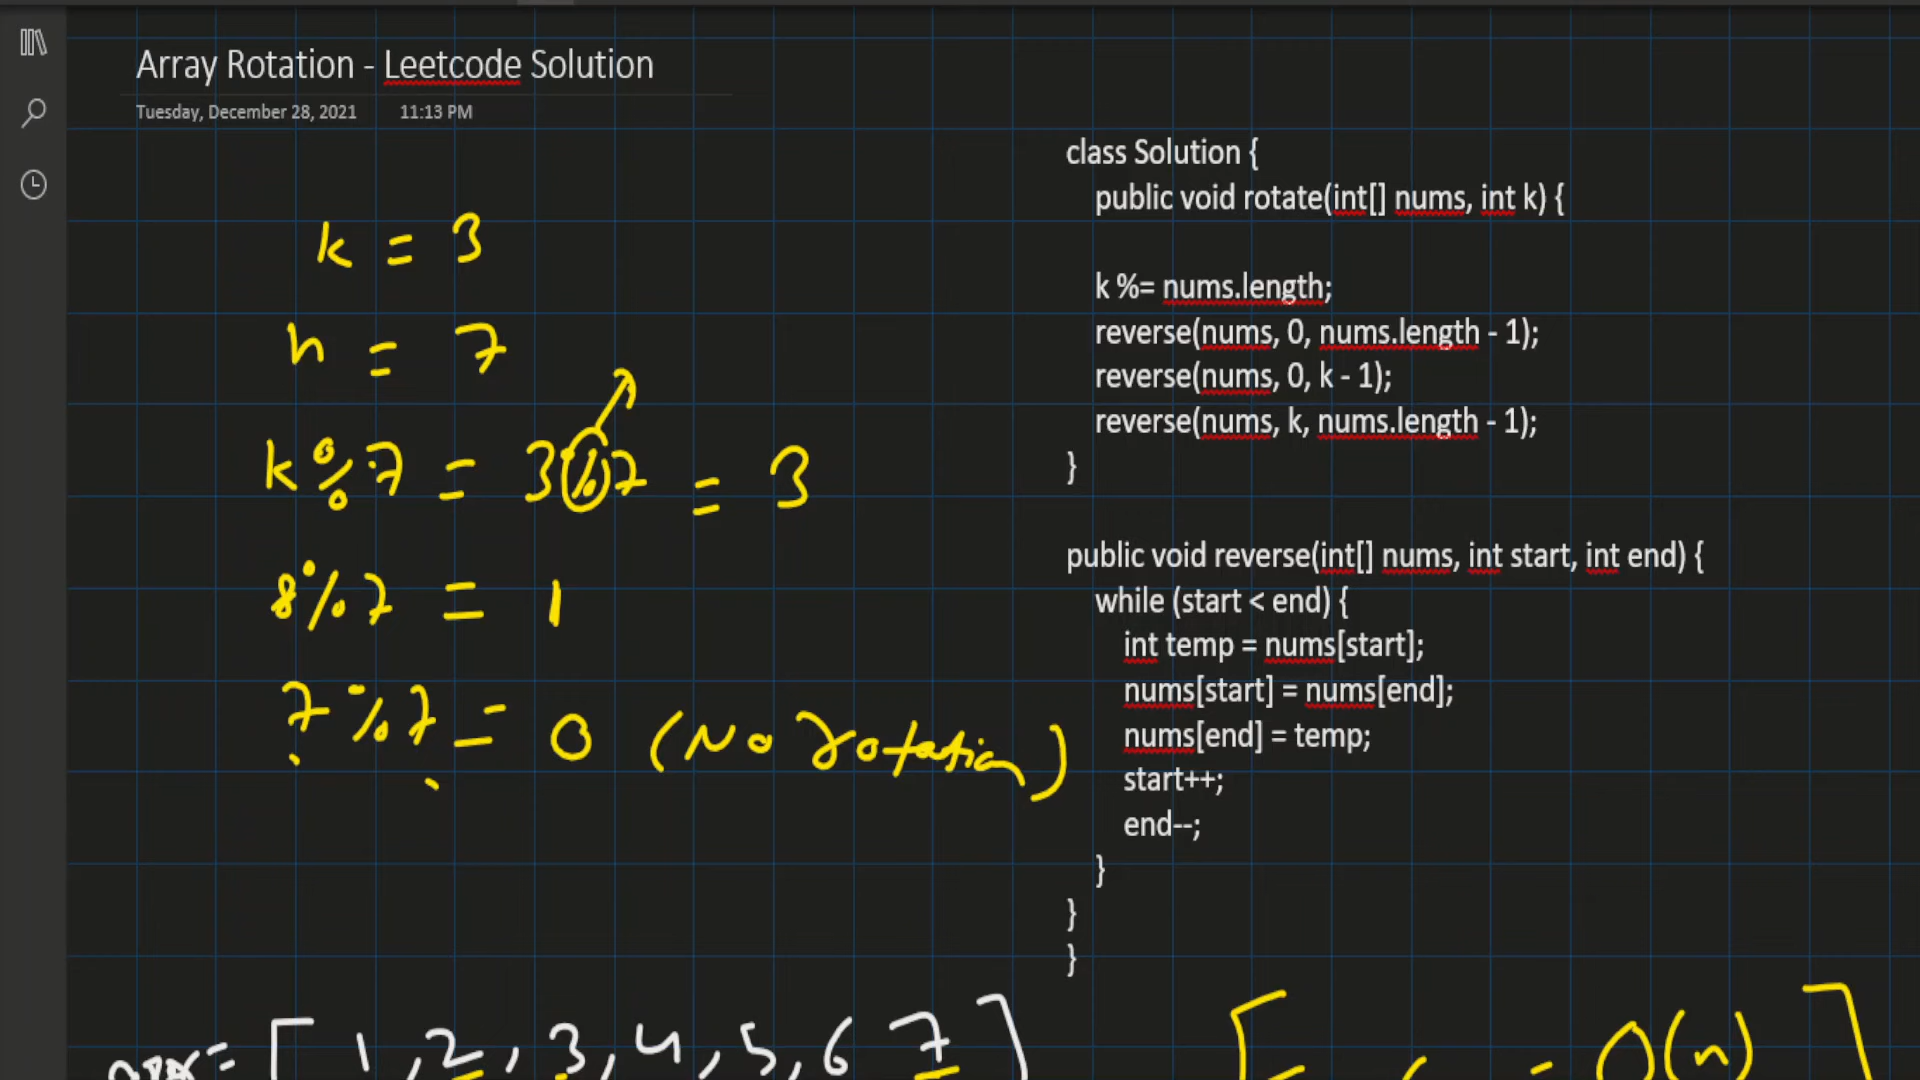 Array Rotation - Leetcode Solution
Tuesday, December 28, 2021 11:13 PM
k = 3
n = 7
k%7 = 3%7 = 3
8%7 = 1
7%7 = 0 (No rotation)
class Solution {
public void rotate(int[] nums, int k) {
k %= nums.length;
reverse(nums, 0, nums.length - 1);
reverse(nums, 0, k - 1);
reverse(nums, k, nums.length - 1);
}
public void reverse(int[] nums, int start, int end) {
while (start < end) {
int temp = nums[start];
nums[start] = nums[end];
nums[end] = temp;
start++;
end--;
}
}
}
= [1,2,3,4,5,6 7]
[ = O(n) ]